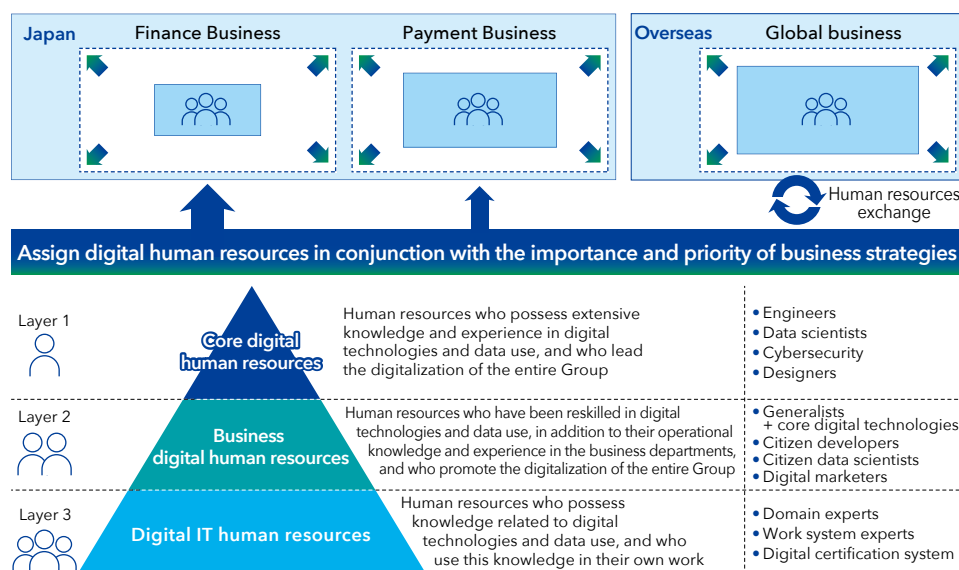 Japan
Finance Business
Payment Business
Overseas
Global business
Human resources
exchange
Assign digital human resources in conjunction with the importance and priority of business strategies
Layer 1
Core digital
human resources
Human resources who possess extensive
knowledge and experience in digital
technologies and data use, and who lead
the digitalization of the entire Group
• Engineers
• Data scientists
• Cybersecurity
• Designers
Layer 2
Business
digital human resources
Human resources who have been reskilled in digital
technologies and data use, in addition to their operational
knowledge and experience in the business departments,
and who promote the digitalization of the entire Group
• Generalists
+ core digital technologies
• Citizen developers
• Citizen data scientists
• Digital marketers
Layer 3
Digital IT human resources
Human resources who possess
knowledge related to digital
technologies and data use, and who
use this knowledge in their own work
• Domain experts
• Work system experts
• Digital certification system